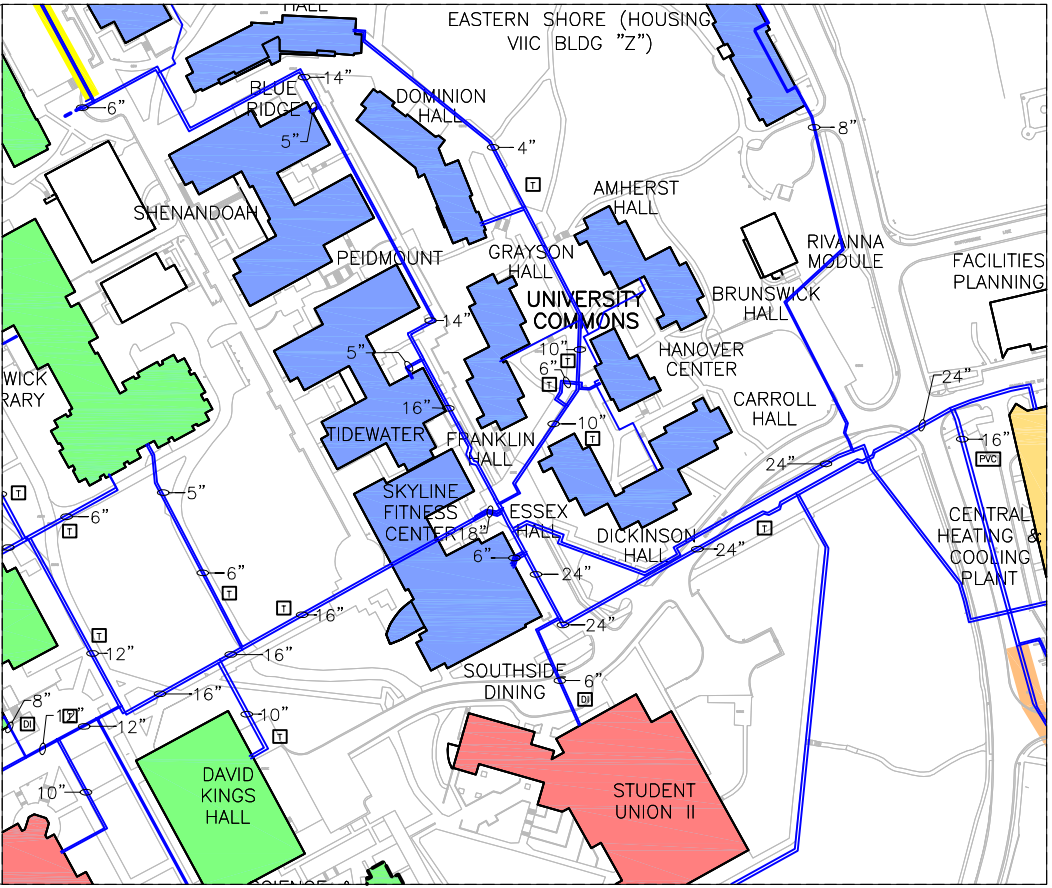 HALL
EASTERN SHORE (HOUSING
VIIC BLDG "Z")
14"
BLUE
RIDGE
DOMINION
HALL
6"
5"
4"
8"
SHENANDOAH
AMHERST
HALL
PEIDMOUNT
GRAYSON
HALL
RIVANNA
MODULE
FACILITIES
PLANNING
UNIVERSITY
COMMONS
BRUNSWICK
HALL
14"
10"
5"
6"
HANOVER
CENTER
24"
WICK
RARY
16"
10"
CARROLL
HALL
16"
PVC
TIDEWATER
FRANKLIN
HALL
24"
5"
SKYLINE
FITNESS
CENTER
18"
ESSEX
HALL
6"
DICKINSON
HALL
24"
CENTRAL
HEATING &
COOLING
PLANT
6"
24"
6"
16"
24"
12"
16"
SOUTHSIDE
DINING
6"
DI
16"
8"
DI
12"
12"
10"
DAVID
KINGS
HALL
10"
STUDENT
UNION II
T
T
T
T
T
T
T
T
T
T
T